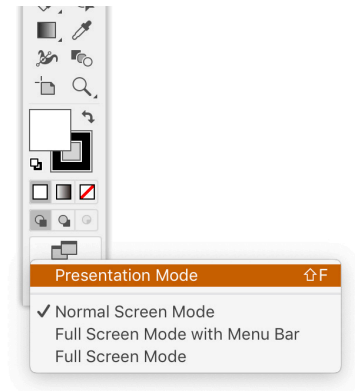 Presentation Mode ⇧F
✓ Normal Screen Mode
Full Screen Mode with Menu Bar
Full Screen Mode